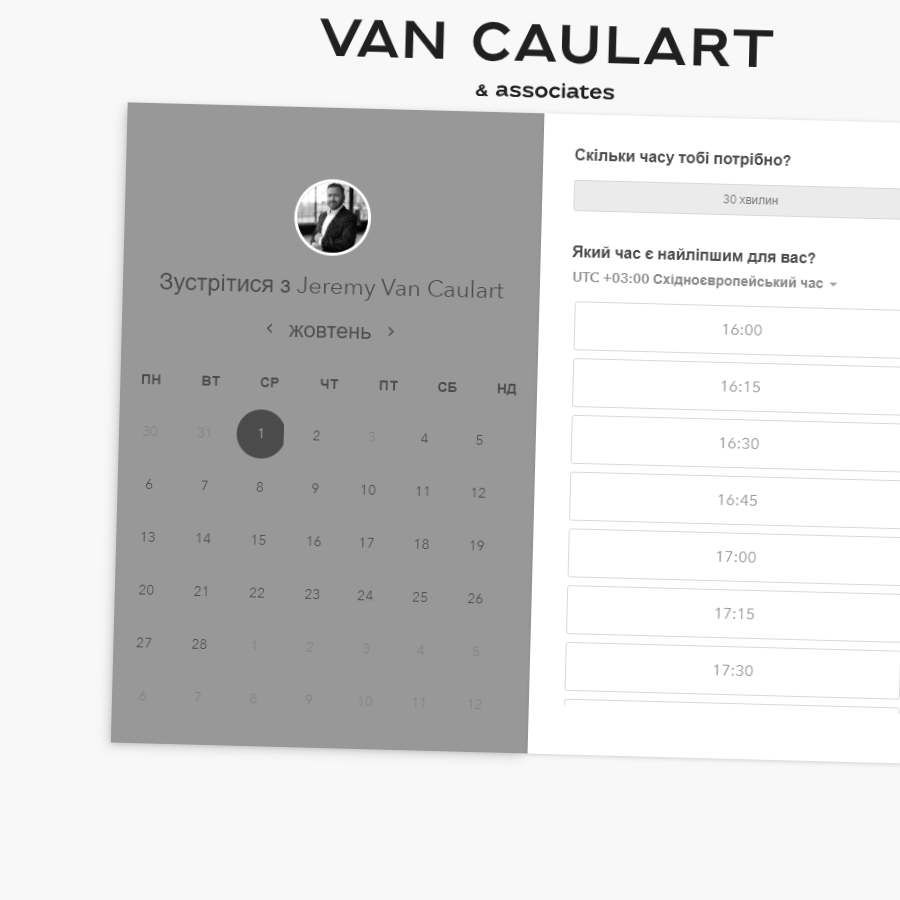 VAN CAULART
& associates
Зустрітися з Jeremy Van Caulart
жовтень
ПН ВТ СР ЧТ ПТ СБ НД
30 31 1 2 3 4 5
6 7 8 9 10 11 12
13 14 15 16 17 18 19
20 21 22 23 24 25 26
27 28 1 2 3 4 5
6 7 8 9 10 11 12
Скільки часу тобі потрібно?
30 хвилин
Який час є найліпшим для вас?
UTC +03:00 Східноєвропейський час
16:00
16:15
16:30
16:45
17:00
17:15
17:30